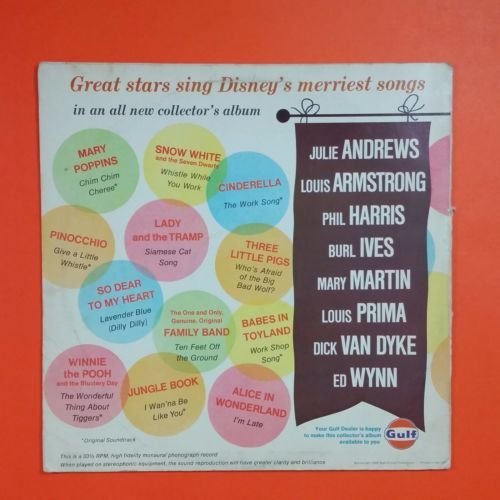 Great stars sing Disney's merriest songs
in an all new collector's album
MARY
POPPINS
Chim Chim
Cheree*
SNOW WHITE
and the Seven Dwarfs
Whistle While
You Work
CINDERELLA
The Work Song*
PINOCCHIO
Give a Little
Whistle*
LADY
and the TRAMP
Siamese Cat
Song
THREE
LITTLE PIGS
Who's Afraid
of the Big
Bad Wolf?
SO DEAR
TO MY HEART
Lavender Blue
(Dilly Dilly)
The One and Only,
Genuine, Original
FAMILY BAND
Ten Feet Off
the Ground
BABES IN
TOYLAND
Work Shop
Song*
WINNIE
the POOH
and the Blustery Day
The Wonderful
Thing About
Tiggers*
JUNGLE BOOK
I Wan'na Be
Like You*
ALICE IN
WONDERLAND
I'm Late
*Original Soundtrack
This is a 33⅓ RPM, high fidelity monaural phonograph record
When played on stereophonic equipment, the sound reproduction will have greater clarity and brilliance
JULIE ANDREWS
LOUIS ARMSTRONG
PHIL HARRIS
BURL IVES
MARY MARTIN
LOUIS PRIMA
DICK VAN DYKE
ED WYNN
Your Gulf Dealer is happy
to make this collector's album
available to you
Gulf